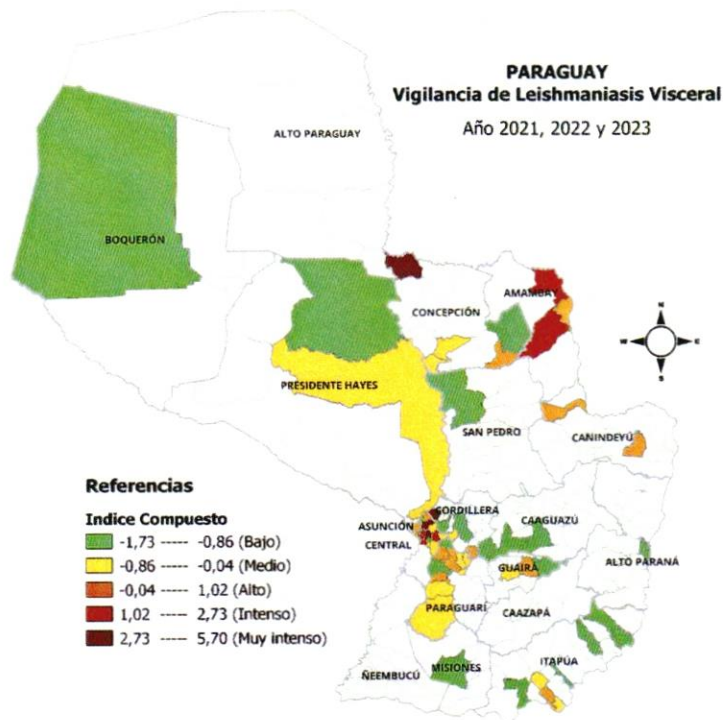 PARAGUAY
Vigilancia de Leishmaniasis Visceral
Año 2021, 2022 y 2023
ALTO PARAGUAY
BOQUERÓN
AMAMBAY
CONCEPCIÓN
N
W E
S
PRESIDENTE HAYES
SAN PEDRO
CANINDEYÚ
Referencias
Indice Compuesto
-1,73 ----- -0,86 (Bajo)
-0,86 ----- -0,04 (Medio)
-0,04 ----- 1,02 (Alto)
1,02 ----- 2,73 (Intenso)
2,73 ----- 5,70 (Muy intenso)
CORDILLERA
ASUNCIÓN
CAAGUAZÚ
CENTRAL
GUAIRÁ
ALTO PARANÁ
PARAGUARÍ
CAAZAPÁ
ÑEEMBUCÚ
MISIONES
ITAPÚA